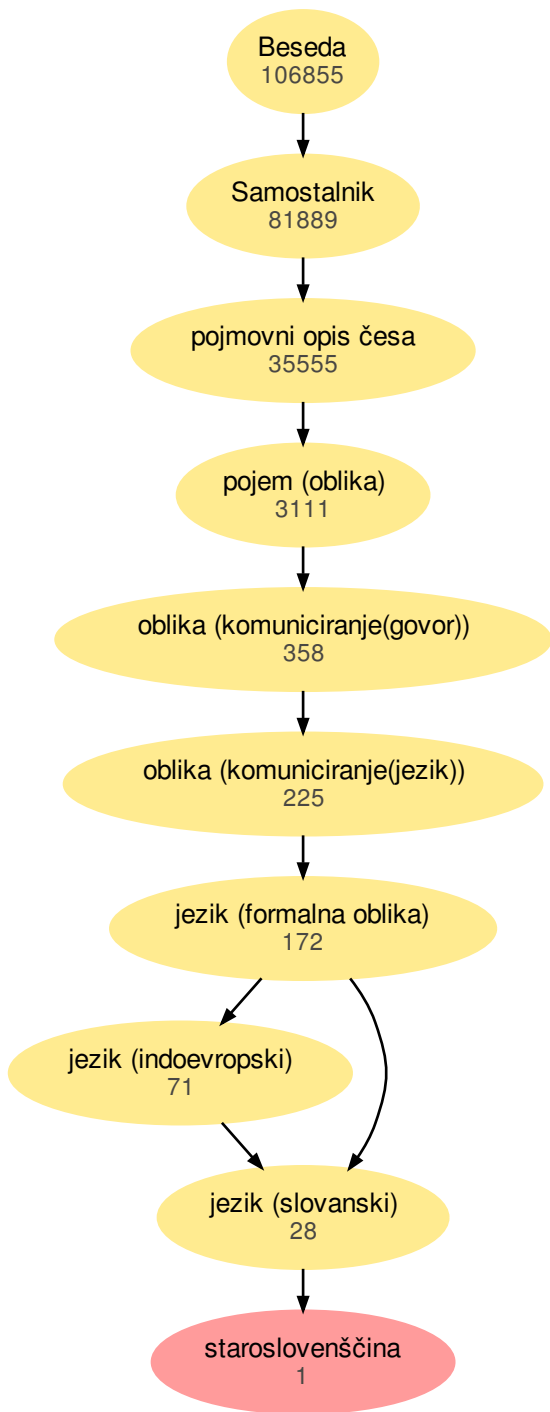 Beseda
106855
Samostalnik
81889
pojmovni opis česa
35555
pojem (oblika)
3111
oblika (komuniciranje(govor))
358
oblika (komuniciranje(jezik))
225
jezik (formalna oblika)
172
jezik (indoevropski)
71
jezik (slovanski)
28
staroslovenščina
1